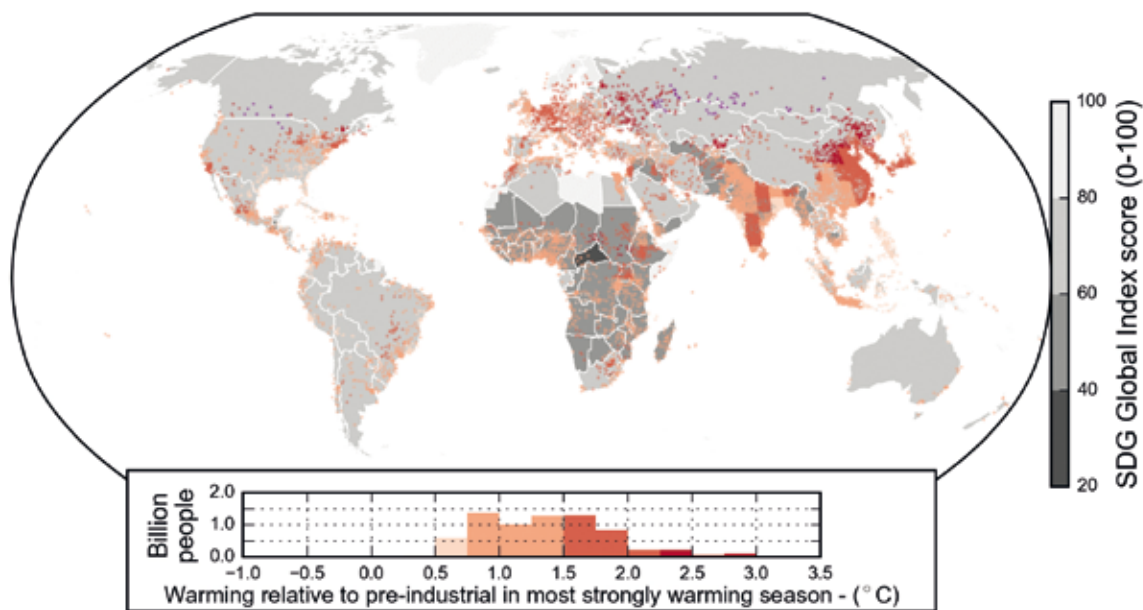 100
80
60
40
20
SDG Global Index score (0-100)
Billion
people
2.0
1.0
0.0
−1.0 −0.5 0.0 0.5 1.0 1.5 2.0 2.5 3.0 3.5
Warming relative to pre-industrial in most strongly warming season - (°C)